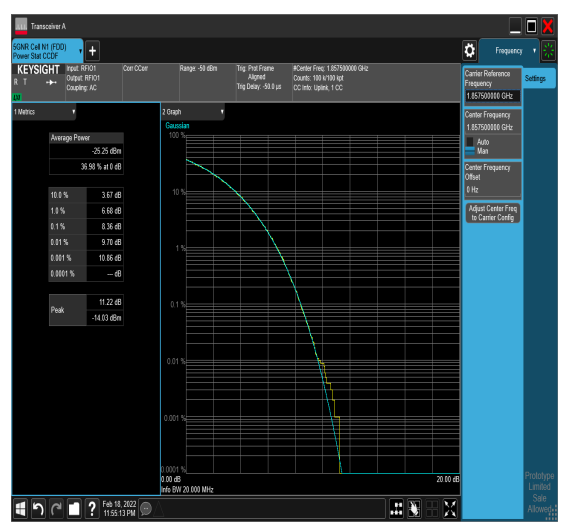 Transceiver A
5GNR Cell N1 (FDD)
Power Stat CCDF
Frequency
KEYSIGHT
R T
LXI
Input: RFIO1
Output: RFIO1
Coupling: AC
Corr CCorr
Range: -50 dBm
Trig: Prot Frame
Aligned
Trig Delay: -50.0 µs
#Center Freq: 1.857500000 GHz
Counts: 100 k/100 kpt
CC Info: Uplink, 1 CC
1 Metrics
Average Power
-25.25 dBm
36.98 % at 0 dB
10.0 % 3.67 dB
1.0 % 6.68 dB
0.1 % 8.36 dB
0.01 % 9.70 dB
0.001 % 10.86 dB
0.0001 % --- dB
Peak
11.22 dB
-14.03 dBm
2 Graph
Gaussian
100 %
10 %
1 %
0.1 %
0.01 %
0.001 %
0.0001 %
0.00 dB
20.00 dB
Info BW 20.000 MHz
Carrier Reference
Frequency
1.857500000 GHz
Center Frequency
1.857500000 GHz
Auto
Man
Center Frequency
Offset
0 Hz
Adjust Center Freq
to Carrier Config
Settings
Prototype
Limited
Sale
Allowed
Feb 18, 2022
11:55:13 PM